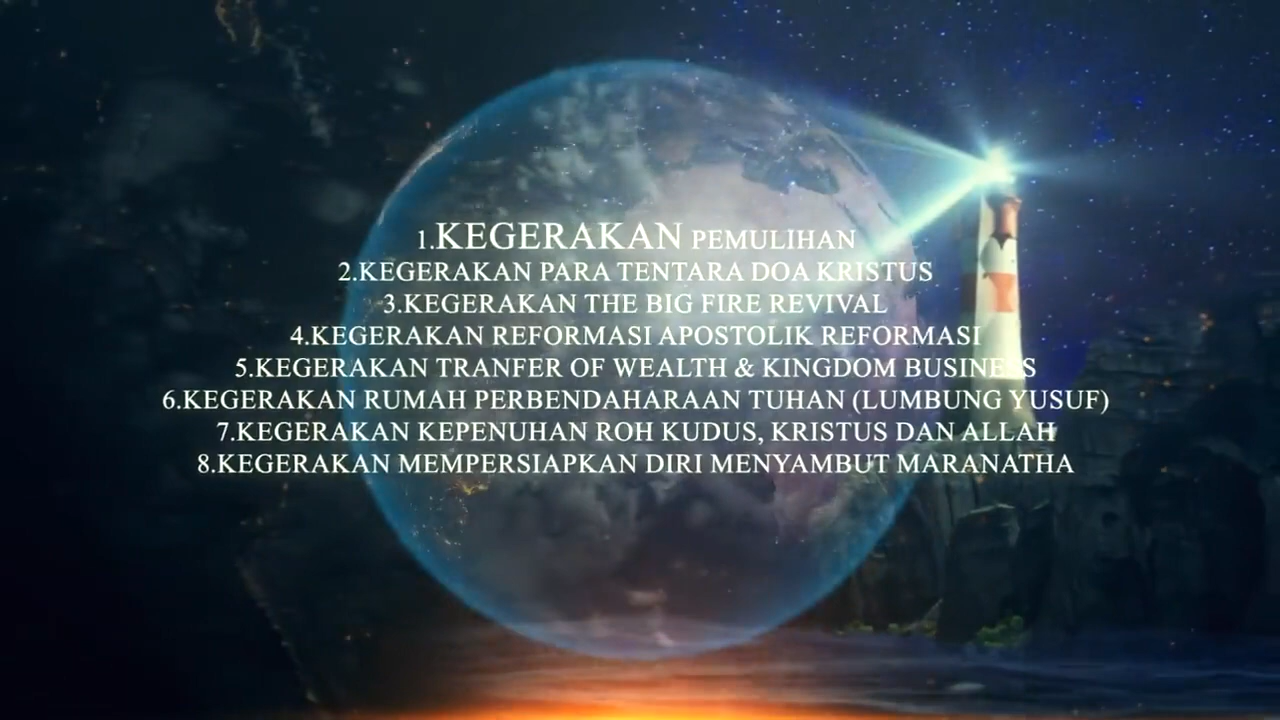 1.KEGERAKAN PEMULIHAN
2.KEGERAKAN PARA TENTARA DOA KRISTUS
3.KEGERAKAN THE BIG FIRE REVIVAL
4.KEGERAKAN REFORMASI APOSTOLIK REFORMASI
5.KEGERAKAN TRANFER OF WEALTH & KINGDOM BUSINESS
6.KEGERAKAN RUMAH PERBENDAHARAAN TUHAN (LUMBUNG YUSUF)
7.KEGERAKAN KEPENUHAN ROH KUDUS, KRISTUS DAN ALLAH
8.KEGERAKAN MEMPERSIAPKAN DIRI MENYAMBUT MARANATHA